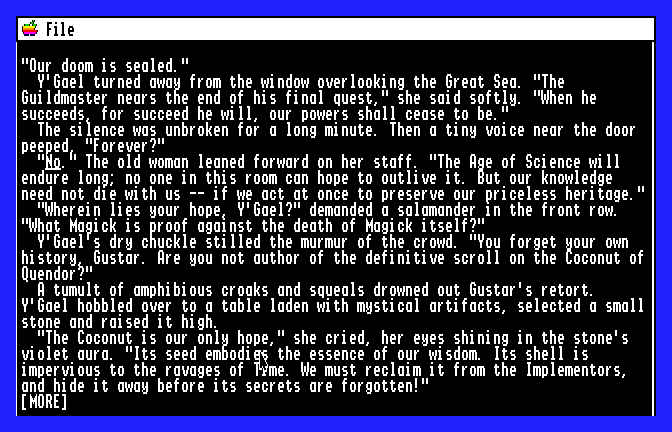 File
"Our doom is sealed."
Y'Gael turned away from the window overlooking the Great Sea. "The
Guildmaster nears the end of his final quest," she said softly. "When he
succeeds, for succeed he will, our powers shall cease to be."
The silence was unbroken for a long minute. Then a tiny voice near the door
peeped, "Forever?"
"No." The old woman leaned forward on her staff. "The Age of Science will
endure long; no one in this room can hope to outlive it. But our knowledge
need not die with us -- if we act at once to preserve our priceless heritage."
"Wherein lies your hope, Y'Gael?" demanded a salamander in the front row.
"What Magick is proof against the death of Magick itself?"
Y'Gael's dry chuckle stilled the murmur of the crowd. "You forget your own
history, Gustar. Are you not author of the definitive scroll on the Coconut of
Quendor?"
A tumult of amphibious croaks and squeals drowned out Gustar's retort.
Y'Gael hobbled over to a table laden with mystical artifacts, selected a small
stone and raised it high.
"The Coconut is our only hope," she cried, her eyes shining in the stone's
violet aura. "Its seed embodies the essence of our wisdom. Its shell is
impervious to the ravages of Time. We must reclaim it from the Implementors,
and hide it away before its secrets are forgotten!"
[MORE]